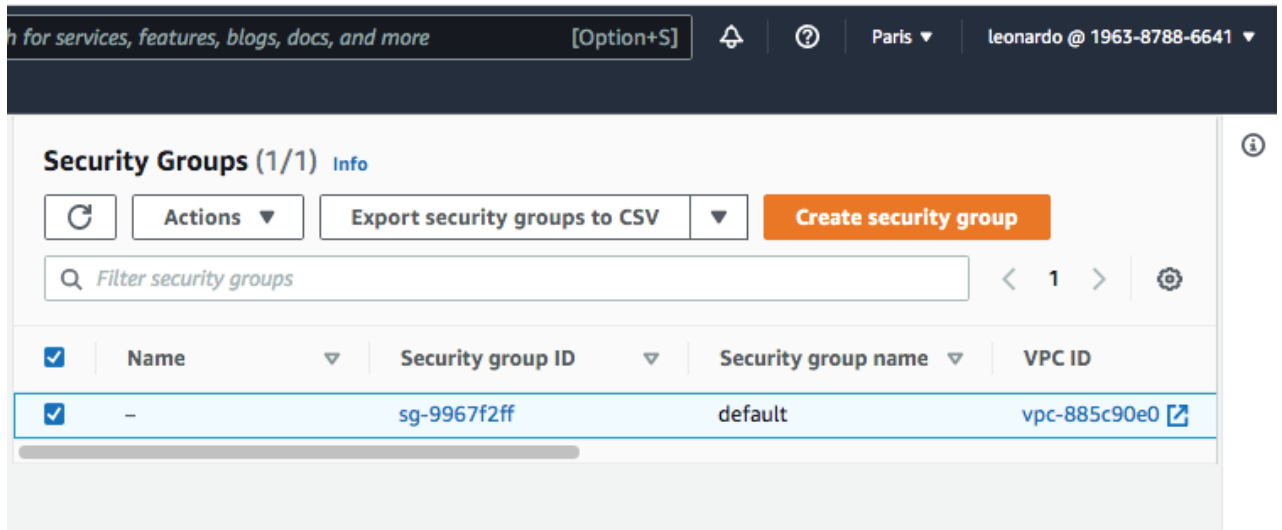 h for services, features, blogs, docs, and more [Option+S] Paris ▼ leonardo @ 1963-8788-6641 ▼
Security Groups (1/1) Info
Actions ▼ Export security groups to CSV ▼ Create security group
Filter security groups 1
Name Security group ID Security group name VPC ID
– sg-9967f2ff default vpc-885c90e0